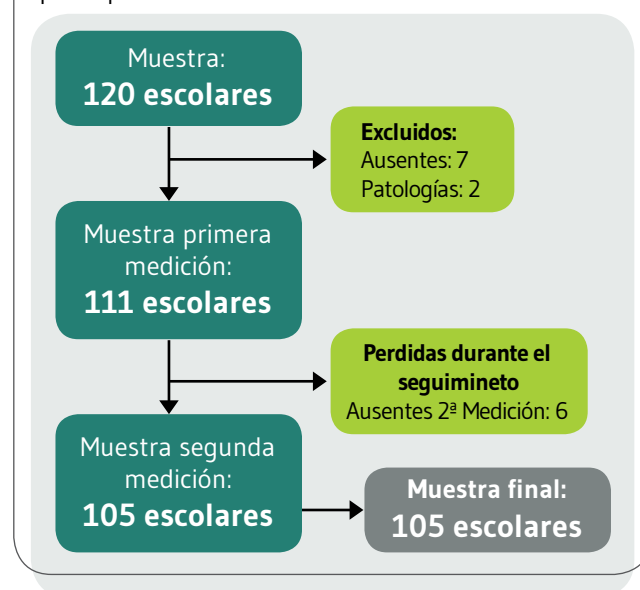 Muestra:
120 escolares
Excluidos:
Ausentes: 7
Patologías: 2
Muestra primera
medición:
111 escolares
Perdidas durante el
seguimineto
Ausentes 2ª Medición: 6
Muestra segunda
medición:
105 escolares
Muestra final:
105 escolares